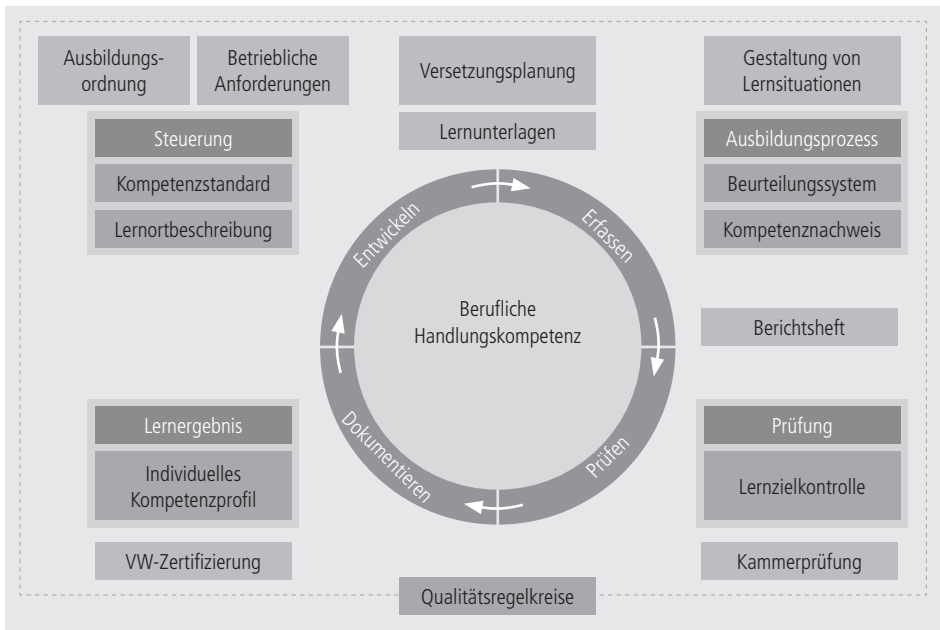 Ausbildungs-
ordnung
Betriebliche
Anforderungen
Versetzungsplanung
Gestaltung von
Lernsituationen
Steuerung
Kompetenzstandard
Lernortbeschreibung
Lernunterlagen
Ausbildungsprozess
Beurteilungssystem
Kompetenznachweis
Entwickeln
Erfassen
Berufliche
Handlungskompetenz
Berichtsheft
Dokumentieren
Prüfen
Lernergebnis
Individuelles
Kompetenzprofil
VW-Zertifizierung
Prüfung
Lernzielkontrolle
Kammerprüfung
Qualitätsregelkreise